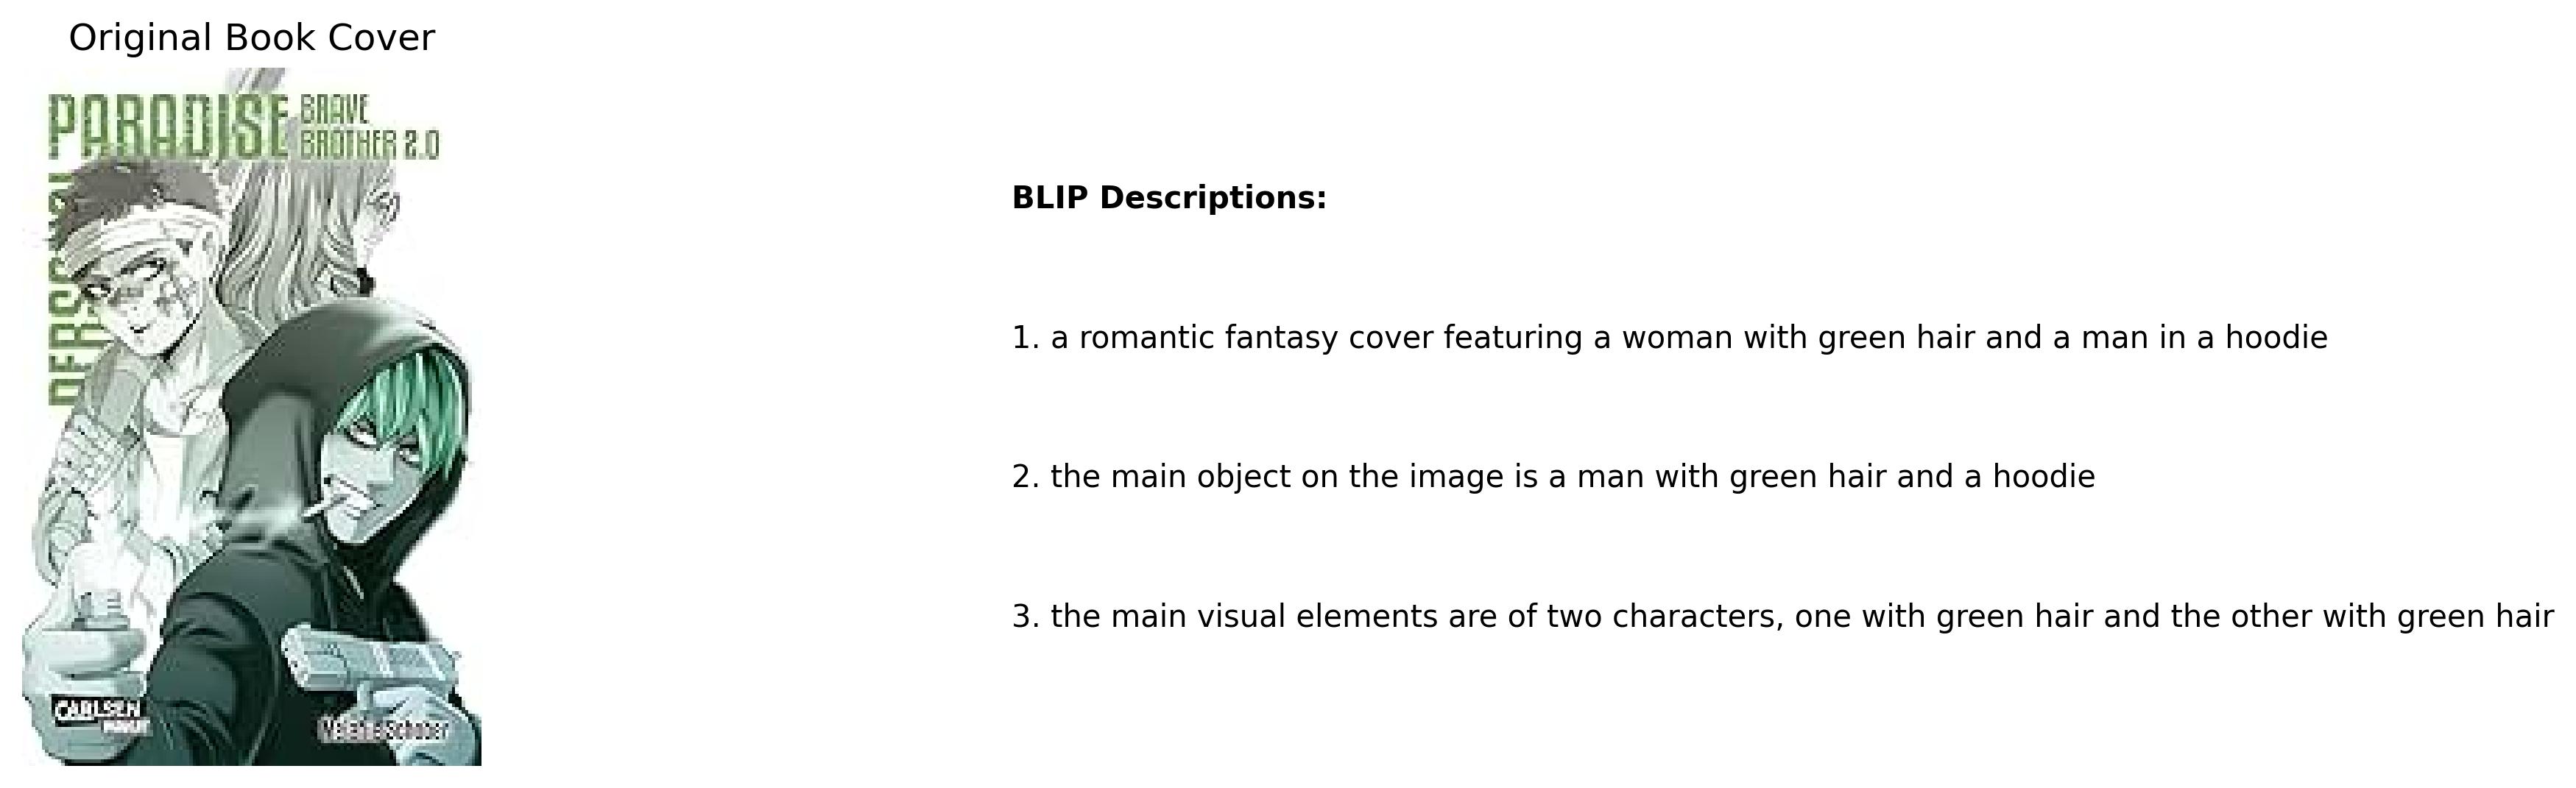 Original Book Cover
PARADISE BRAVE
BROTHER 2.0
CARLSEN
Melanie Schober
BLIP Descriptions:
1. a romantic fantasy cover featuring a woman with green hair and a man in a hoodie
2. the main object on the image is a man with green hair and a hoodie
3. the main visual elements are of two characters, one with green hair and the other with green hair